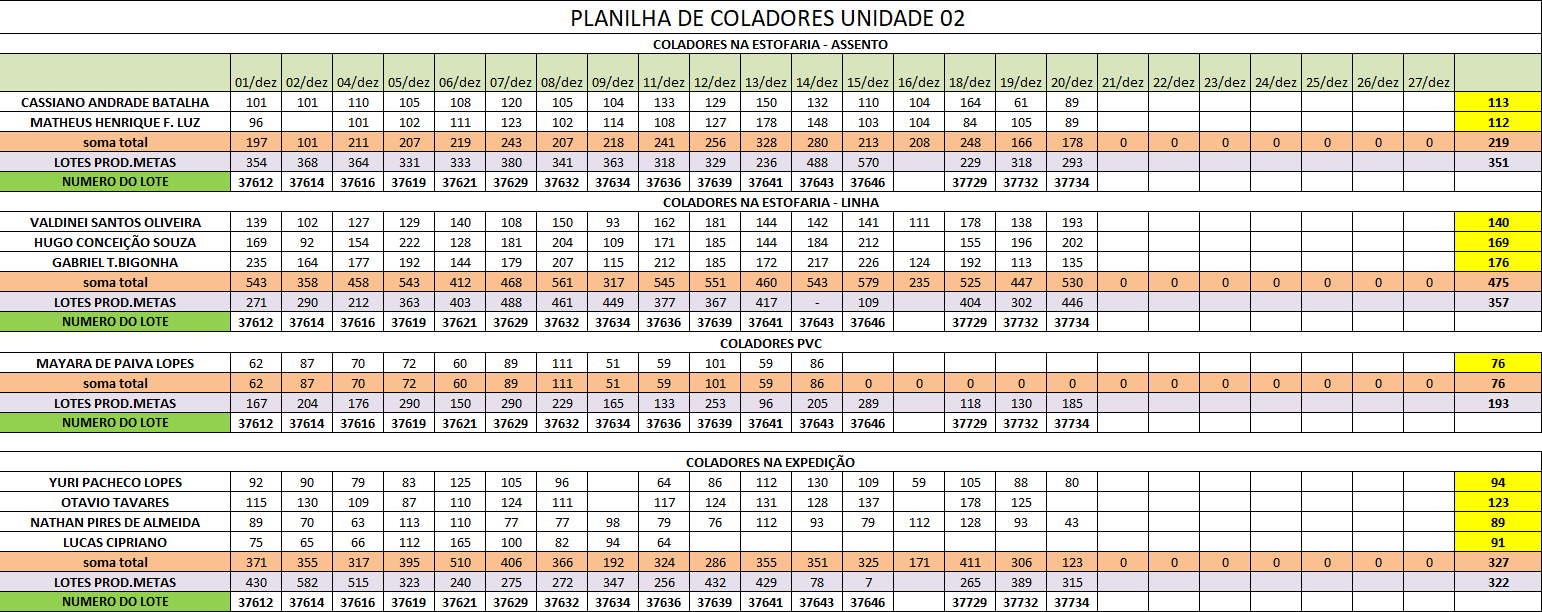 PLANILHA DE COLADORES UNIDADE 02
COLADORES NA ESTOFARIA - ASSENTO
01/dez 02/dez 04/dez 05/dez 06/dez 07/dez 08/dez 09/dez 11/dez 12/dez 13/dez 14/dez 15/dez 16/dez 18/dez 19/dez 20/dez 21/dez 22/dez 23/dez 24/dez 25/dez 26/dez 27/dez
CASSIANO ANDRADE BATALHA 101 101 110 105 108 120 105 104 133 129 150 132 110 104 164 61 89 113
MATHEUS HENRIQUE F. LUZ 96 101 102 111 123 102 114 108 127 178 148 103 104 84 105 89 112
soma total 197 101 211 207 219 243 207 218 241 256 328 280 213 208 248 166 178 0 0 0 0 0 0 0 219
LOTES PROD.METAS 354 368 364 331 333 380 341 363 318 329 236 488 570 229 318 293 351
NUMERO DO LOTE 37612 37614 37616 37619 37621 37629 37632 37634 37636 37639 37641 37643 37646 37729 37732 37734
COLADORES NA ESTOFARIA - LINHA
VALDINEI SANTOS OLIVEIRA 139 102 127 129 140 108 150 93 162 181 144 142 141 111 178 138 193 140
HUGO CONCEIÇÃO SOUZA 169 92 154 222 128 181 204 109 171 185 144 184 212 155 196 202 169
GABRIEL T.BIGONHA 235 164 177 192 144 179 207 115 212 185 172 217 226 124 192 113 135 176
soma total 543 358 458 543 412 468 561 317 545 551 460 543 579 235 525 447 530 0 0 0 0 0 0 0 475
LOTES PROD.METAS 271 290 212 363 403 488 461 449 377 367 417 - 109 404 302 446 357
NUMERO DO LOTE 37612 37614 37616 37619 37621 37629 37632 37634 37636 37639 37641 37643 37646 37729 37732 37734
COLADORES PVC
MAYARA DE PAIVA LOPES 62 87 70 72 60 89 111 51 59 101 59 86 76
soma total 62 87 70 72 60 89 111 51 59 101 59 86 0 0 0 0 0 0 0 0 0 0 0 0 76
LOTES PROD.METAS 167 204 176 290 150 290 229 165 133 253 96 205 289 118 130 185 193
NUMERO DO LOTE 37612 37614 37616 37619 37621 37629 37632 37634 37636 37639 37641 37643 37646 37729 37732 37734
COLADORES NA EXPEDIÇÃO
YURI PACHECO LOPES 92 90 79 83 125 105 96 64 86 112 130 109 59 105 88 80 94
OTAVIO TAVARES 115 130 109 87 110 124 111 117 124 131 128 137 178 125 123
NATHAN PIRES DE ALMEIDA 89 70 63 113 110 77 77 98 79 76 112 93 79 112 128 93 43 89
LUCAS CIPRIANO 75 65 66 112 165 100 82 94 64 91
soma total 371 355 317 395 510 406 366 192 324 286 355 351 325 171 411 306 123 0 0 0 0 0 0 0 327
LOTES PROD.METAS 430 582 515 323 240 275 272 347 256 432 429 78 7 265 389 315 322
NUMERO DO LOTE 37612 37614 37616 37619 37621 37629 37632 37634 37636 37639 37641 37643 37646 37729 37732 37734